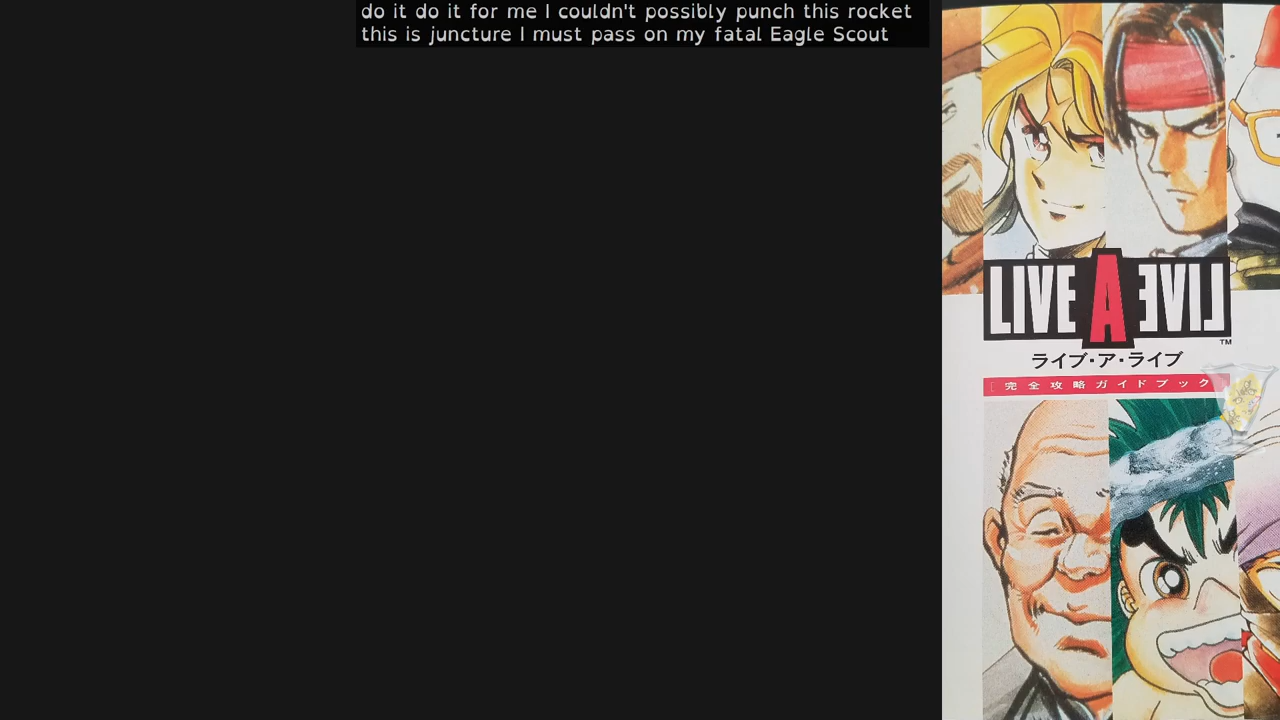 do it do it for me I couldn't possibly punch this rocket
this is juncture I must pass on my fatal Eagle Scout
LIVE A EVIL
TM
ライブ・ア・ライブ
[完全攻略ガイドブック